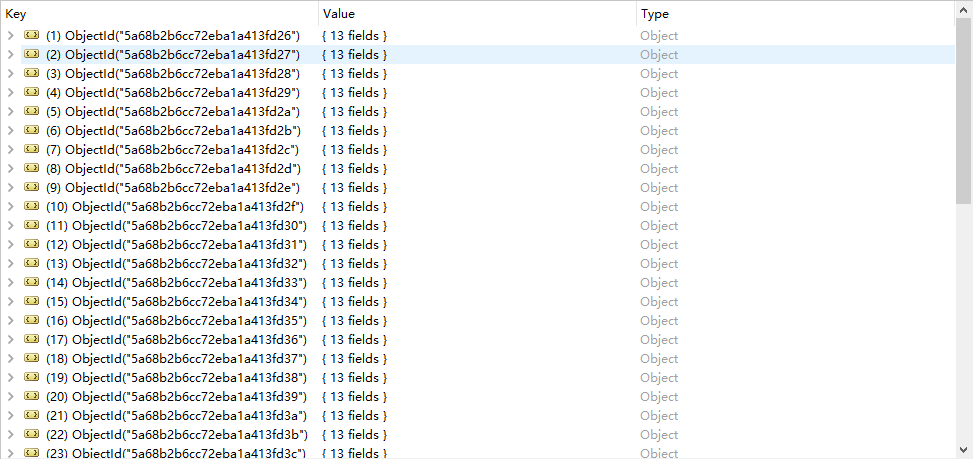 Key Value Type
(1) ObjectId("5a68b2b6cc72eba1a413fd26") { 13 fields } Object
(2) ObjectId("5a68b2b6cc72eba1a413fd27") { 13 fields } Object
(3) ObjectId("5a68b2b6cc72eba1a413fd28") { 13 fields } Object
(4) ObjectId("5a68b2b6cc72eba1a413fd29") { 13 fields } Object
(5) ObjectId("5a68b2b6cc72eba1a413fd2a") { 13 fields } Object
(6) ObjectId("5a68b2b6cc72eba1a413fd2b") { 13 fields } Object
(7) ObjectId("5a68b2b6cc72eba1a413fd2c") { 13 fields } Object
(8) ObjectId("5a68b2b6cc72eba1a413fd2d") { 13 fields } Object
(9) ObjectId("5a68b2b6cc72eba1a413fd2e") { 13 fields } Object
(10) ObjectId("5a68b2b6cc72eba1a413fd2f") { 13 fields } Object
(11) ObjectId("5a68b2b6cc72eba1a413fd30") { 13 fields } Object
(12) ObjectId("5a68b2b6cc72eba1a413fd31") { 13 fields } Object
(13) ObjectId("5a68b2b6cc72eba1a413fd32") { 13 fields } Object
(14) ObjectId("5a68b2b6cc72eba1a413fd33") { 13 fields } Object
(15) ObjectId("5a68b2b6cc72eba1a413fd34") { 13 fields } Object
(16) ObjectId("5a68b2b6cc72eba1a413fd35") { 13 fields } Object
(17) ObjectId("5a68b2b6cc72eba1a413fd36") { 13 fields } Object
(18) ObjectId("5a68b2b6cc72eba1a413fd37") { 13 fields } Object
(19) ObjectId("5a68b2b6cc72eba1a413fd38") { 13 fields } Object
(20) ObjectId("5a68b2b6cc72eba1a413fd39") { 13 fields } Object
(21) ObjectId("5a68b2b6cc72eba1a413fd3a") { 13 fields } Object
(22) ObjectId("5a68b2b6cc72eba1a413fd3b") { 13 fields } Object
(23) ObjectId("5a68b2b6cc72eba1a413fd3c") { 13 fields } Object